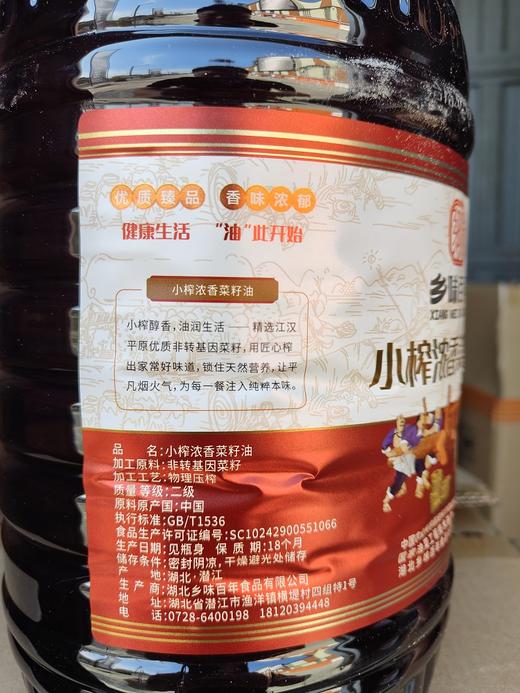 优质臻品 香味浓郁
健康生活 “油”此开始
小榨浓香菜籽油
小榨醇香，油润生活 —— 精选江汉
平原优质非转基因菜籽，用匠心榨
出家常好味道，锁住天然营养，让平
凡烟火气，为每一餐注入纯粹本味。
品 名：小榨浓香菜籽油
加工原料：非转基因菜籽
加工工艺：物理压榨
质量等级：二级
原料原产国：中国
执行标准：GB/T1536
食品生产许可证编号：SC10242900551066
生产日期：见瓶身 保质期：18个月
储存条件：密封阴凉，干燥避光处储存
产 地：湖北·潜江
生产商：湖北乡味百年食品有限公司
地 址：湖北省潜江市渔洋镇横堤村四组特1号
电 话：0728-6400198 18120394448
乡味
XIANG WEI
小榨浓香